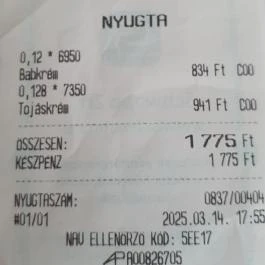 NYUGTA
0,12 * 6950
Babkrém 834 Ft C00
0,128 * 7350
Tojáskrém 941 Ft C00
ÖSSZESEN: 1 775 Ft
KÉSZPÉNZ 1 775 Ft
NYUGTASZÁM: 0837/00404
#01/01 2025.03.14. 17:55
NAV ELLENŐRZŐ KÓD: 5EE17
AP A00826705